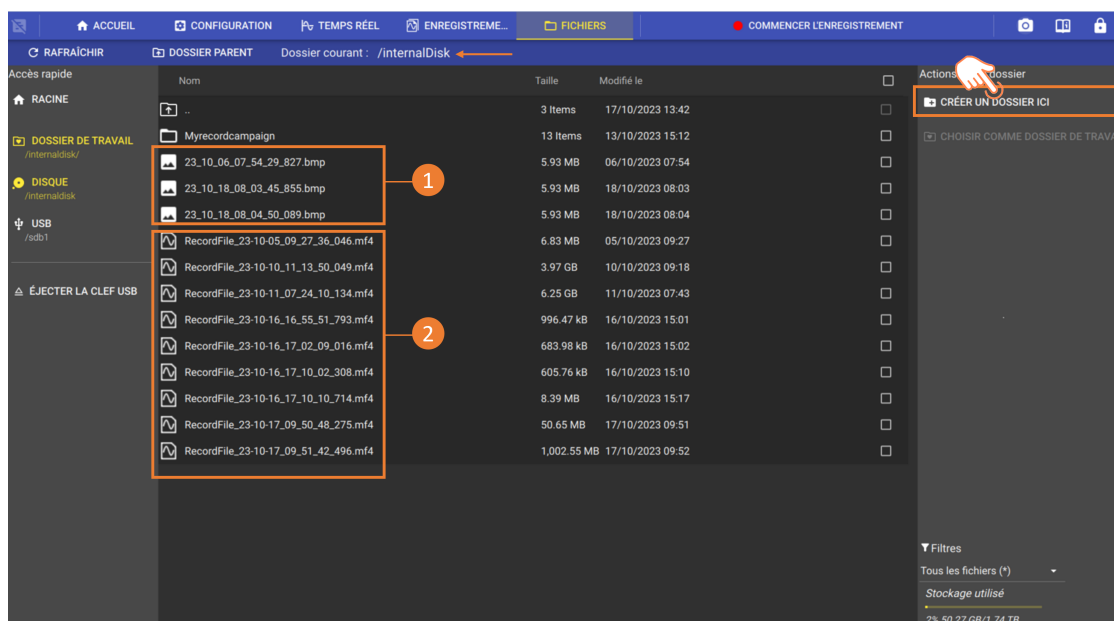 ACCUEIL CONFIGURATION TEMPS RÉEL ENREGISTREME... FICHIERS COMMENCER L'ENREGISTREMENT
RAFRAÎCHIR DOSSIER PARENT Dossier courant : /internalDisk
Accès rapide
RACINE
DOSSIER DE TRAVAIL
/internaldisk/
DISQUE
/internaldisk
USB
/sdb1
ÉJECTER LA CLEF USB
Nom Taille Modifié le
.. 3 Items 17/10/2023 13:42
Myrecordcampaign 13 Items 13/10/2023 15:12
23_10_06_07_54_29_827.bmp 5.93 MB 06/10/2023 07:54
23_10_18_08_03_45_855.bmp 5.93 MB 18/10/2023 08:03
23_10_18_08_04_50_089.bmp 5.93 MB 18/10/2023 08:04
RecordFile_23-10-05_09_27_36_046.mf4 6.83 MB 05/10/2023 09:27
RecordFile_23-10-10_11_13_50_049.mf4 3.97 GB 10/10/2023 09:18
RecordFile_23-10-11_07_24_10_134.mf4 6.25 GB 11/10/2023 07:43
RecordFile_23-10-16_16_55_51_793.mf4 996.47 kB 16/10/2023 15:01
RecordFile_23-10-16_17_02_09_016.mf4 683.98 kB 16/10/2023 15:02
RecordFile_23-10-16_17_10_02_308.mf4 605.76 kB 16/10/2023 15:10
RecordFile_23-10-16_17_10_10_714.mf4 8.39 MB 16/10/2023 15:17
RecordFile_23-10-17_09_50_48_275.mf4 50.65 MB 17/10/2023 09:51
RecordFile_23-10-17_09_51_42_496.mf4 1,002.55 MB 17/10/2023 09:52
1
2
Actions dossier
CRÉER UN DOSSIER ICI
CHOISIR COMME DOSSIER DE TRAVA
Filtres
Tous les fichiers (*)
Stockage utilisé
2% 50.27 GB/1.74 TB